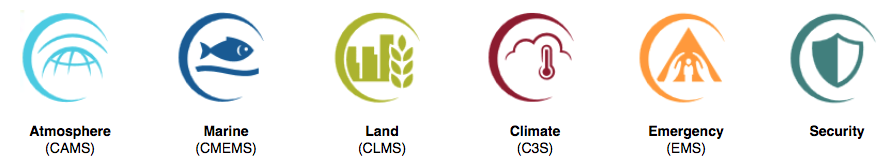 Atmosphere Marine Land Climate Emergency Security
(CAMS) (CMEMS) (CLMS) (C3S) (EMS)